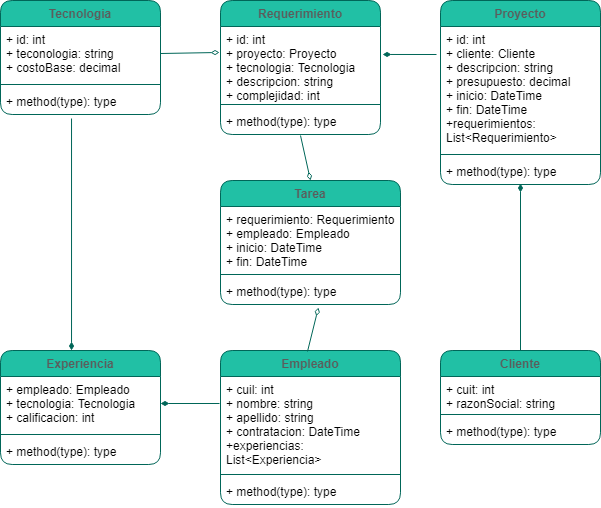 Tecnologia
+ id: int
+ teconologia: string
+ costoBase: decimal
+ method(type): type
Requerimiento
+ id: int
+ proyecto: Proyecto
+ tecnologia: Tecnologia
+ descripcion: string
+ complejidad: int
+ method(type): type
Proyecto
+ id: int
+ cliente: Cliente
+ descripcion: string
+ presupuesto: decimal
+ inicio: DateTime
+ fin: DateTime
+requerimientos:
List<Requerimiento>
+ method(type): type
Tarea
+ requerimiento: Requerimiento
+ empleado: Empleado
+ inicio: DateTime
+ fin: DateTime
+ method(type): type
Experiencia
+ empleado: Empleado
+ tecnologia: Tecnologia
+ calificacion: int
+ method(type): type
Empleado
+ cuil: int
+ nombre: string
+ apellido: string
+ contratacion: DateTime
+experiencias:
List<Experiencia>
+ method(type): type
Cliente
+ cuit: int
+ razonSocial: string
+ method(type): type